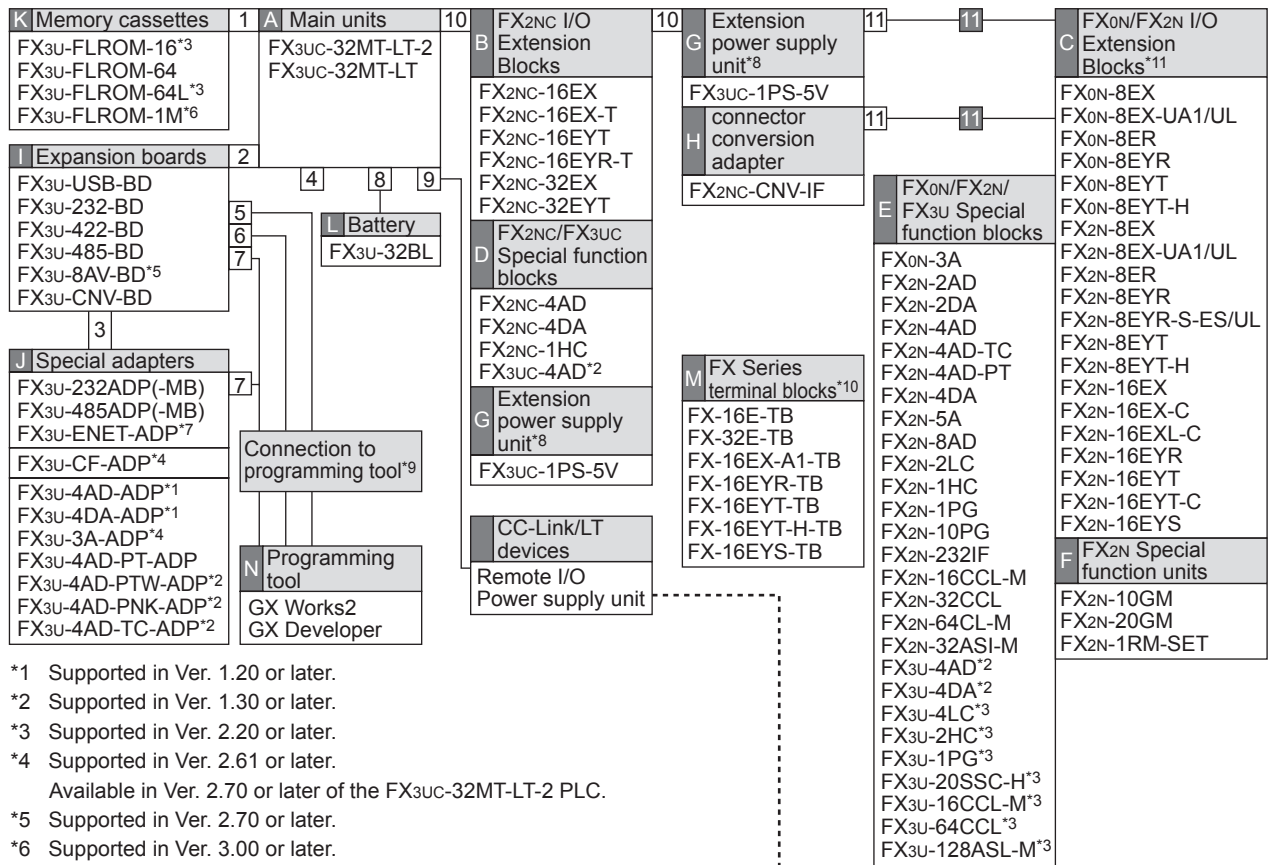 K Memory cassettes
FX3U-FLROM-16*3
FX3U-FLROM-64
FX3U-FLROM-64L*3
FX3U-FLROM-1M*6
1
A Main units
FX3UC-32MT-LT-2
FX3UC-32MT-LT
10
B FX2NC I/O
Extension
Blocks
FX2NC-16EX
FX2NC-16EX-T
FX2NC-16EYT
FX2NC-16EYR-T
FX2NC-32EX
FX2NC-32EYT
D FX2NC/FX3UC
Special function
blocks
FX2NC-4AD
FX2NC-4DA
FX2NC-1HC
FX3UC-4AD*2
G Extension
power supply
unit*8
FX3UC-1PS-5V
10
G Extension
power supply
unit*8
FX3UC-1PS-5V
H connector
conversion
adapter
FX2NC-CNV-IF
11
11
11
11
C FX0N/FX2N I/O
Extension
Blocks*11
FX0N-8EX
FX0N-8EX-UA1/UL
FX0N-8ER
FX0N-8EYR
FX0N-8EYT
FX0N-8EYT-H
FX2N-8EX
FX2N-8EX-UA1/UL
FX2N-8ER
FX2N-8EYR
FX2N-8EYR-S-ES/UL
FX2N-8EYT
FX2N-8EYT-H
FX2N-16EX
FX2N-16EX-C
FX2N-16EXL-C
FX2N-16EYR
FX2N-16EYT
FX2N-16EYT-C
FX2N-16EYS
F FX2N Special
function units
FX2N-10GM
FX2N-20GM
FX2N-1RM-SET
E FX0N/FX2N/
FX3U Special
function blocks
FX0N-3A
FX2N-2AD
FX2N-2DA
FX2N-4AD
FX2N-4AD-TC
FX2N-4AD-PT
FX2N-4DA
FX2N-5A
FX2N-8AD
FX2N-2LC
FX2N-1HC
FX2N-1PG
FX2N-10PG
FX2N-232IF
FX2N-16CCL-M
FX2N-32CCL
FX2N-64CL-M
FX2N-32ASI-M
FX3U-4AD*2
FX3U-4DA*2
FX3U-4LC*3
FX3U-2HC*3
FX3U-1PG*3
FX3U-20SSC-H*3
FX3U-16CCL-M*3
FX3U-64CCL*3
FX3U-128ASL-M*3
I Expansion boards
2
FX3U-USB-BD
FX3U-232-BD
FX3U-422-BD
FX3U-485-BD
FX3U-8AV-BD*5
FX3U-CNV-BD
4
8
9
5
6
7
L Battery
FX3U-32BL
3
J Special adapters
FX3U-232ADP(-MB)
FX3U-485ADP(-MB)
FX3U-ENET-ADP*7
FX3U-CF-ADP*4
FX3U-4AD-ADP*1
FX3U-4DA-ADP*1
FX3U-3A-ADP*4
FX3U-4AD-PT-ADP
FX3U-4AD-PTW-ADP*2
FX3U-4AD-PNK-ADP*2
FX3U-4AD-TC-ADP*2
7
Connection to
programming tool*9
N Programming
tool
GX Works2
GX Developer
CC-Link/LT
devices
Remote I/O
Power supply unit
M FX Series
terminal blocks*10
FX-16E-TB
FX-32E-TB
FX-16EX-A1-TB
FX-16EYR-TB
FX-16EYT-TB
FX-16EYT-H-TB
FX-16EYS-TB
*1 Supported in Ver. 1.20 or later.
*2 Supported in Ver. 1.30 or later.
*3 Supported in Ver. 2.20 or later.
*4 Supported in Ver. 2.61 or later.
Available in Ver. 2.70 or later of the FX3UC-32MT-LT-2 PLC.
*5 Supported in Ver. 2.70 or later.
*6 Supported in Ver. 3.00 or later.